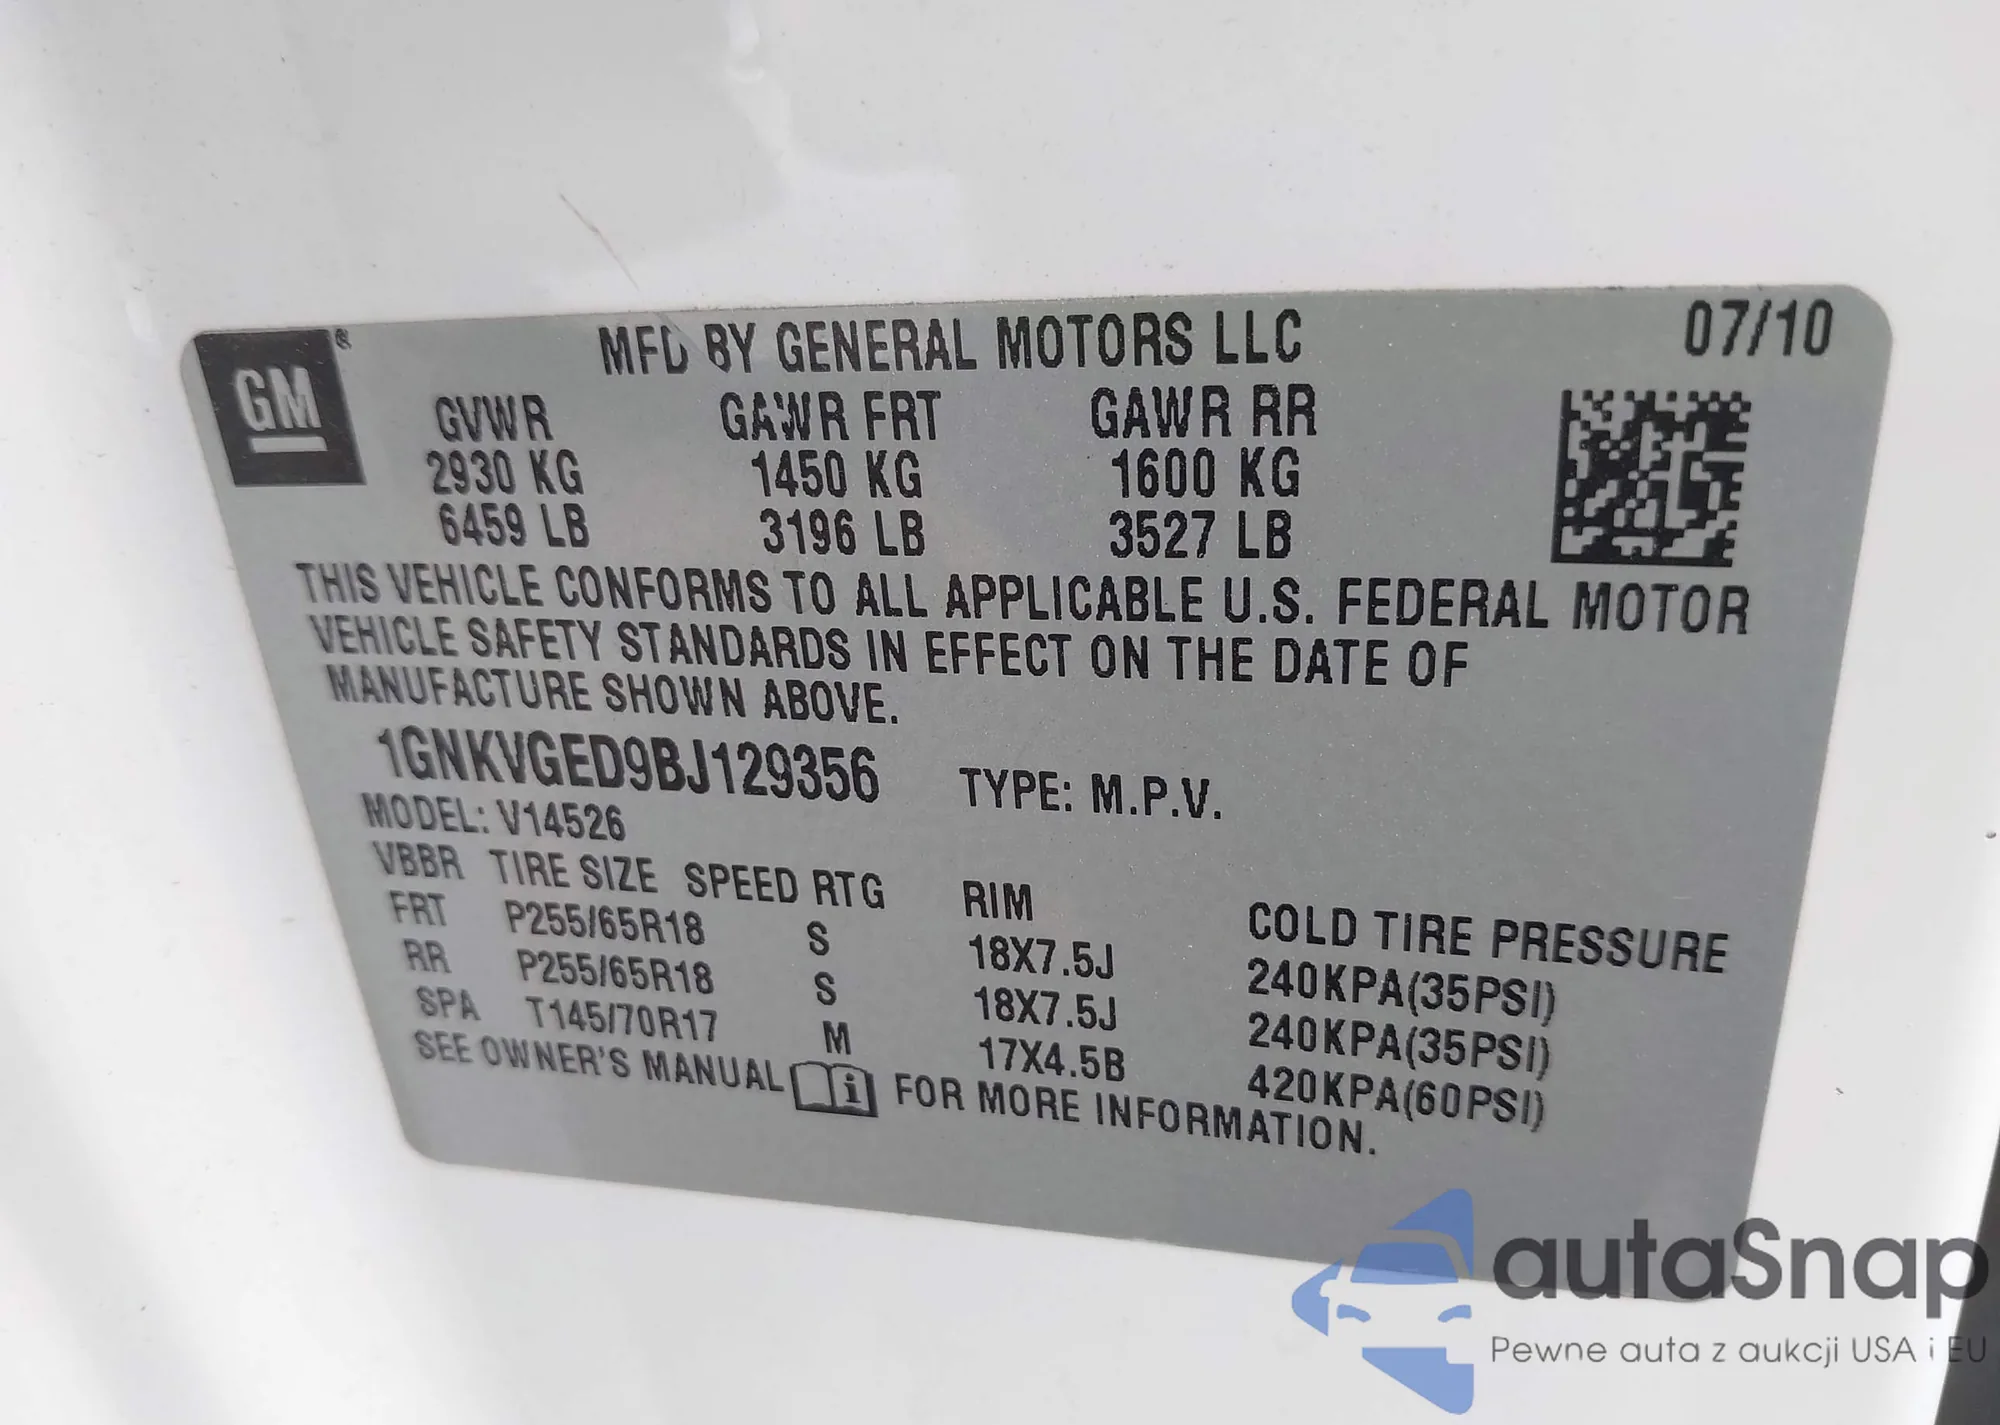 GM®
MFD BY GENERAL MOTORS LLC 07/10
GVWR GAWR FRT GAWR RR
2930 KG 1450 KG 1600 KG
6459 LB 3196 LB 3527 LB
THIS VEHICLE CONFORMS TO ALL APPLICABLE U.S. FEDERAL MOTOR
VEHICLE SAFETY STANDARDS IN EFFECT ON THE DATE OF
MANUFACTURE SHOWN ABOVE.
1GNKVGED9BJ129356 TYPE: M.P.V.
MODEL: V14526
VBBR TIRE SIZE SPEED RTG RIM COLD TIRE PRESSURE
FRT P255/65R18 S 18X7.5J 240KPA(35PSI)
RR P255/65R18 S 18X7.5J 240KPA(35PSI)
SPA T145/70R17 M 17X4.5B 420KPA(60PSI)
SEE OWNER'S MANUAL i FOR MORE INFORMATION.
autaSnap
Pewne auta z aukcji USA i EU